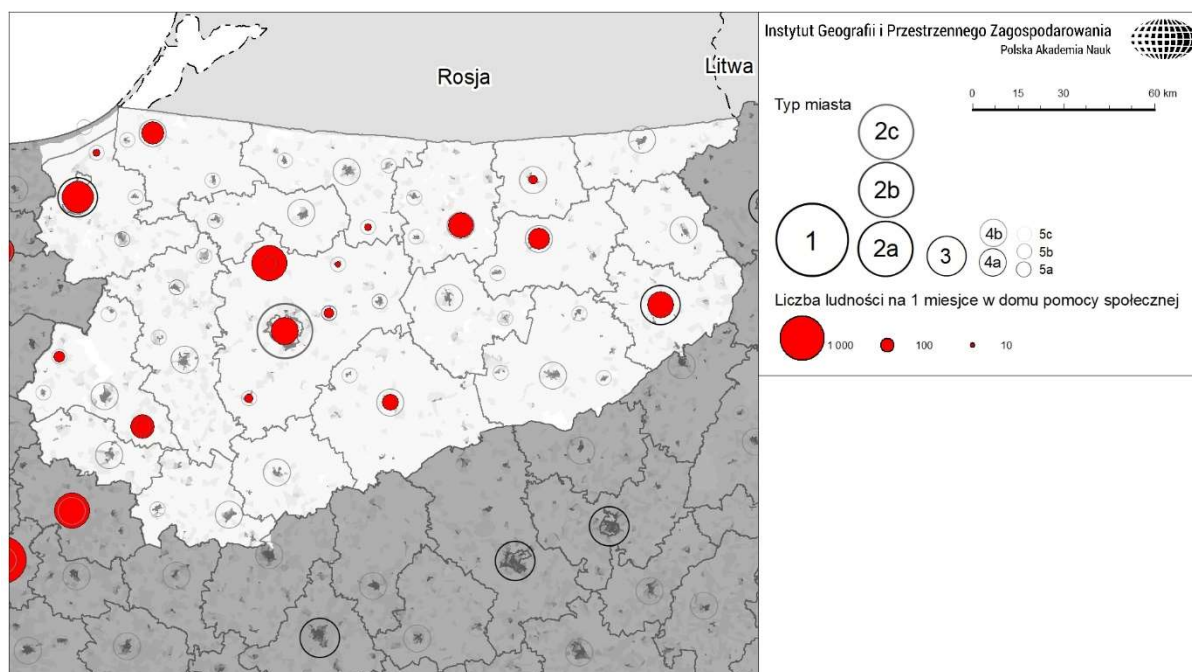 Rosja
Litwa
Instytut Geografii i Przestrzennego Zagospodarowania
Polska Akademia Nauk
0 15 30 60 km
Typ miasta
2c
2b
1 2a 3 4b 4a 5c 5b 5a
Liczba ludności na 1 miesjce w domu pomocy społecznej
1 000 100 10